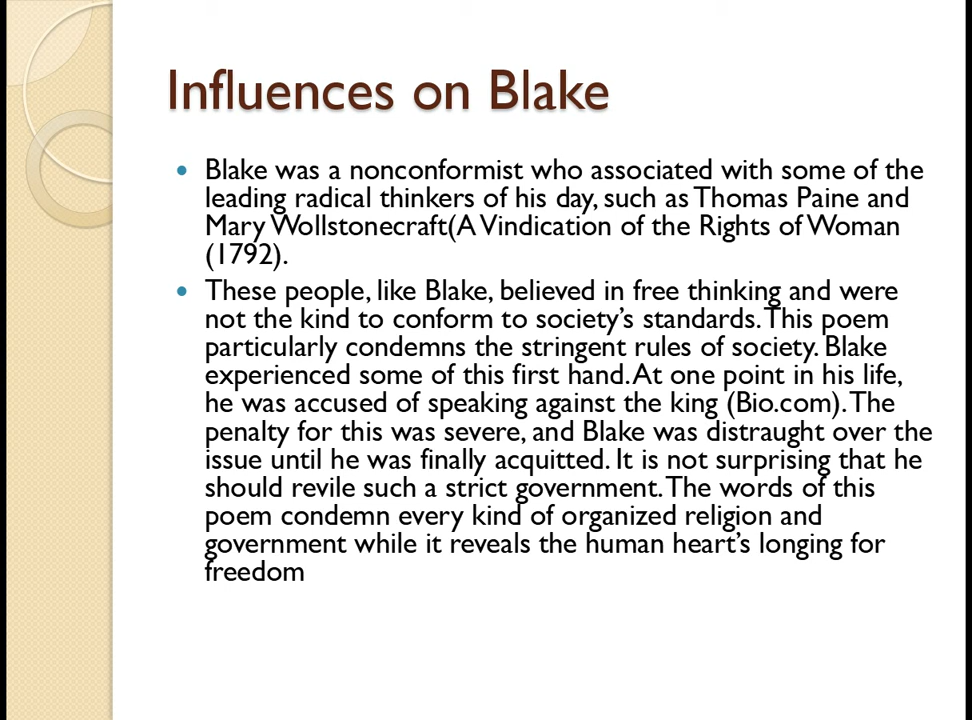 Influences on Blake
• Blake was a nonconformist who associated with some of the
leading radical thinkers of his day, such as Thomas Paine and
Mary Wollstonecraft(A Vindication of the Rights of Woman
(1792).
• These people, like Blake, believed in free thinking and were
not the kind to conform to society's standards. This poem
particularly condemns the stringent rules of society. Blake
experienced some of this first hand. At one point in his life,
he was accused of speaking against the king (Bio.com). The
penalty for this was severe, and Blake was distraught over the
issue until he was finally acquitted. It is not surprising that he
should revile such a strict government. The words of this
poem condemn every kind of organized religion and
government while it reveals the human heart's longing for
freedom